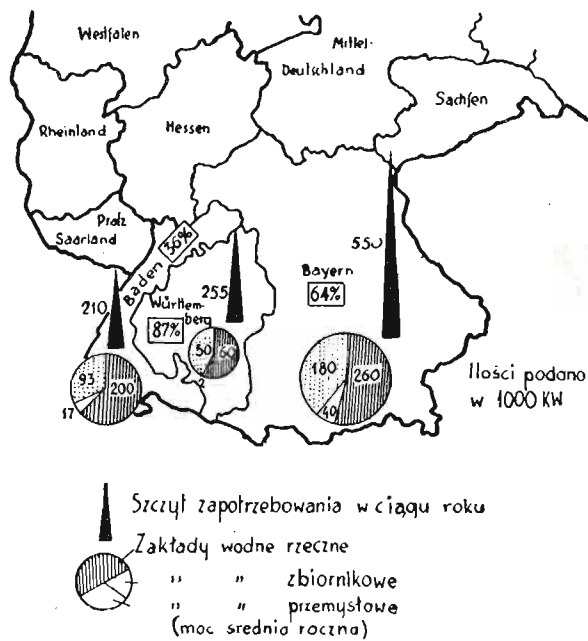 Westfalen
Mittel-
Deutschland
Sachsen
Rheinland
Hessen
Pfalz
Saarland
Baden
36%
Württem-
berg
87%
Bayern
64%
210
255
550
93
200
17
50
60
2
180
260
40
Ilości podano
w 1000 KW
Szczyt zapotrzebowania w ciągu roku
Zakłady wodne rzeczne
" " zbiornikowe
" " przemysłowe
(moc średnia roczna)